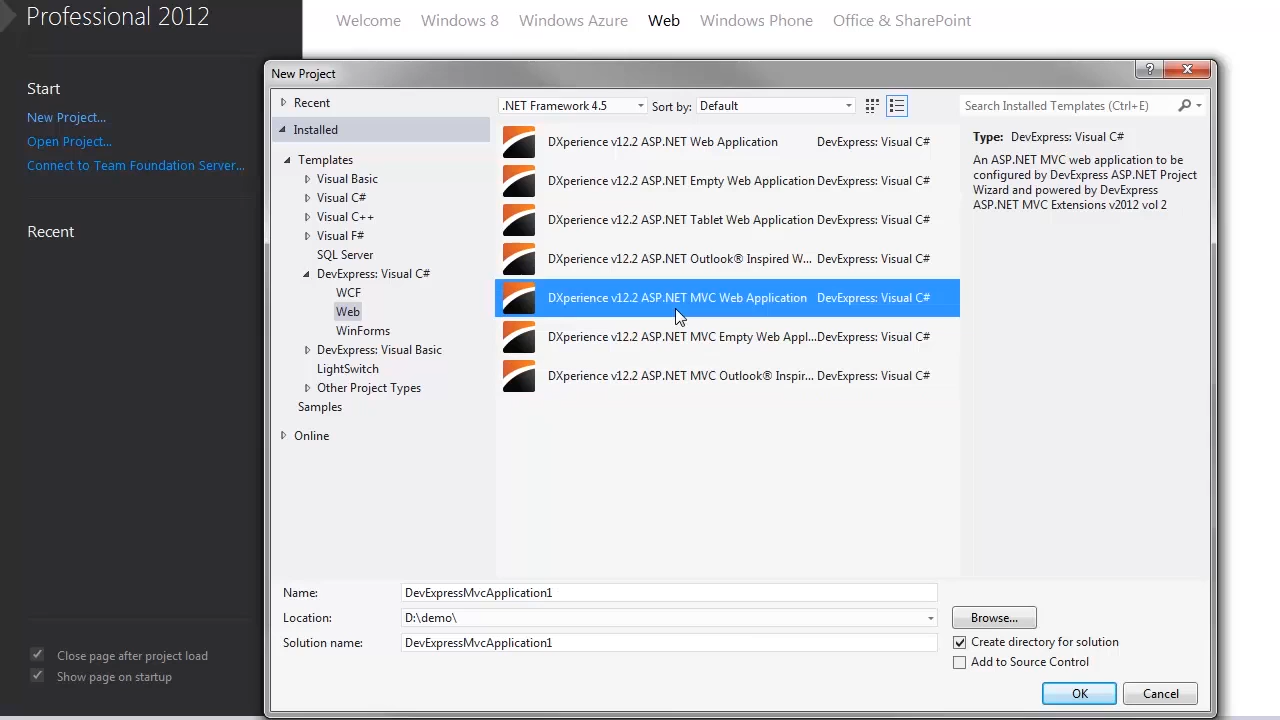 Professional 2012
Welcome Windows 8 Windows Azure Web Windows Phone Office & SharePoint
Start
New Project...
Open Project...
Connect to Team Foundation Server...
Recent
Close page after project load
Show page on startup
New Project
?
Recent
Installed
Templates
Visual Basic
Visual C#
Visual C++
Visual F#
SQL Server
DevExpress: Visual C#
WCF
Web
WinForms
DevExpress: Visual Basic
LightSwitch
Other Project Types
Samples
Online
.NET Framework 4.5 Sort by: Default Search Installed Templates (Ctrl+E)
DXperience v12.2 ASP.NET Web Application DevExpress: Visual C#
DXperience v12.2 ASP.NET Empty Web Application DevExpress: Visual C#
DXperience v12.2 ASP.NET Tablet Web Application DevExpress: Visual C#
DXperience v12.2 ASP.NET Outlook® Inspired W... DevExpress: Visual C#
DXperience v12.2 ASP.NET MVC Web Application DevExpress: Visual C#
DXperience v12.2 ASP.NET MVC Empty Web Appl... DevExpress: Visual C#
DXperience v12.2 ASP.NET MVC Outlook® Inspir... DevExpress: Visual C#
Type: DevExpress: Visual C#
An ASP.NET MVC web application to be
configured by DevExpress ASP.NET Project
Wizard and powered by DevExpress
ASP.NET MVC Extensions v2012 vol 2
Name: DevExpressMvcApplication1
Location: D:\demo\ Browse...
Solution name: DevExpressMvcApplication1 Create directory for solution
Add to Source Control
OK Cancel